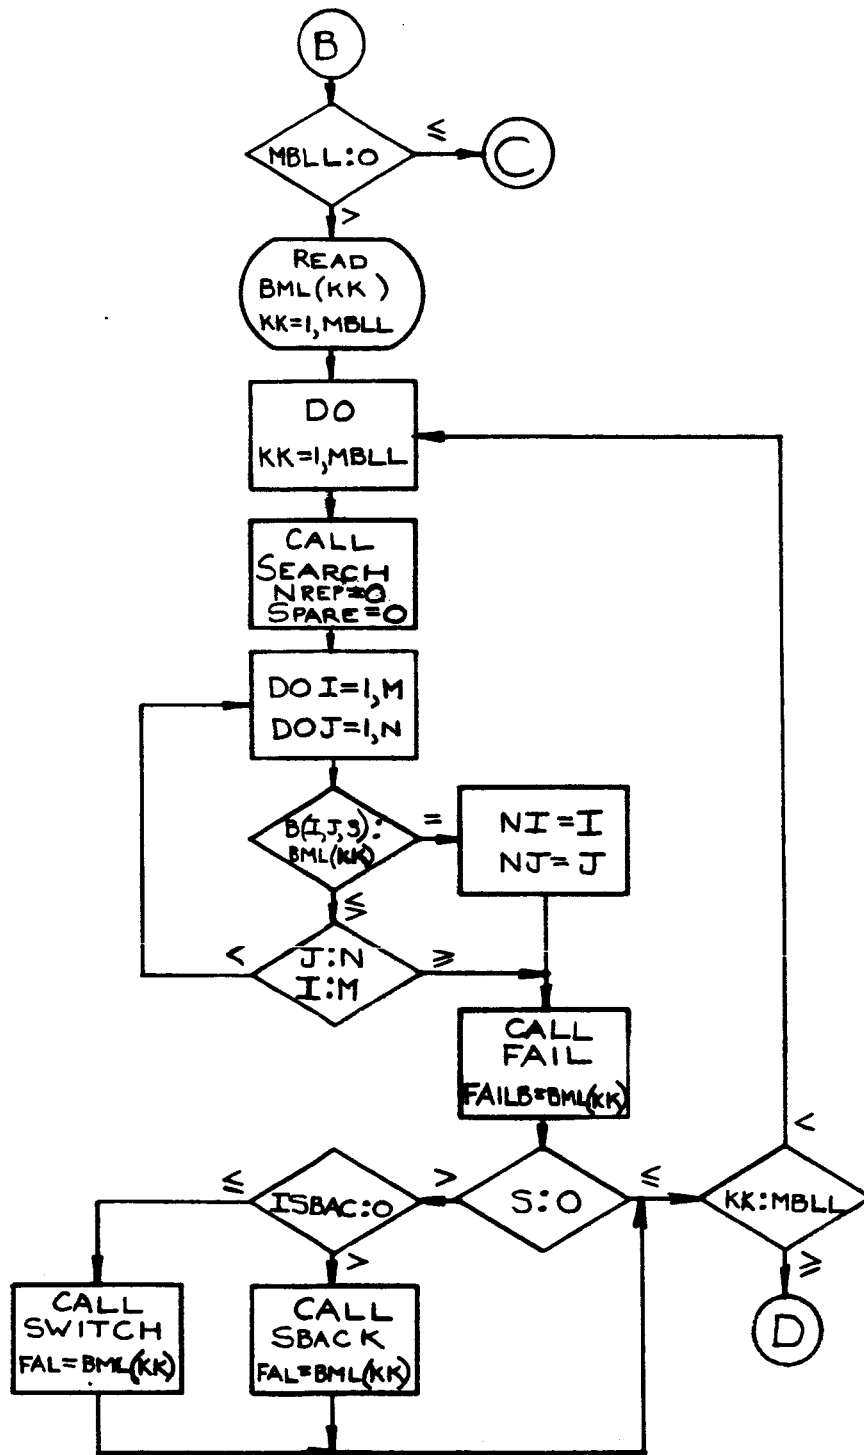 B
MBLL:0
≤
C
>
READ
BML(KK)
KK=1,MBLL
DO
KK=1,MBLL
CALL
SEARCH
NREP=0
SPARE=0
DO I=1,M
DO J=1,N
B(I,J,S):
BML(KK)
=
NI=I
NJ=J
≶
<
J:N
I:M
≥
CALL
FAIL
FAILB=BML(KK)
<
≤
ISBAC:0
>
S:0
≤
KK:MBLL
>
≥
CALL
SWITCH
FAL=BML(KK)
CALL
SBACK
FAL=BML(KK)
D